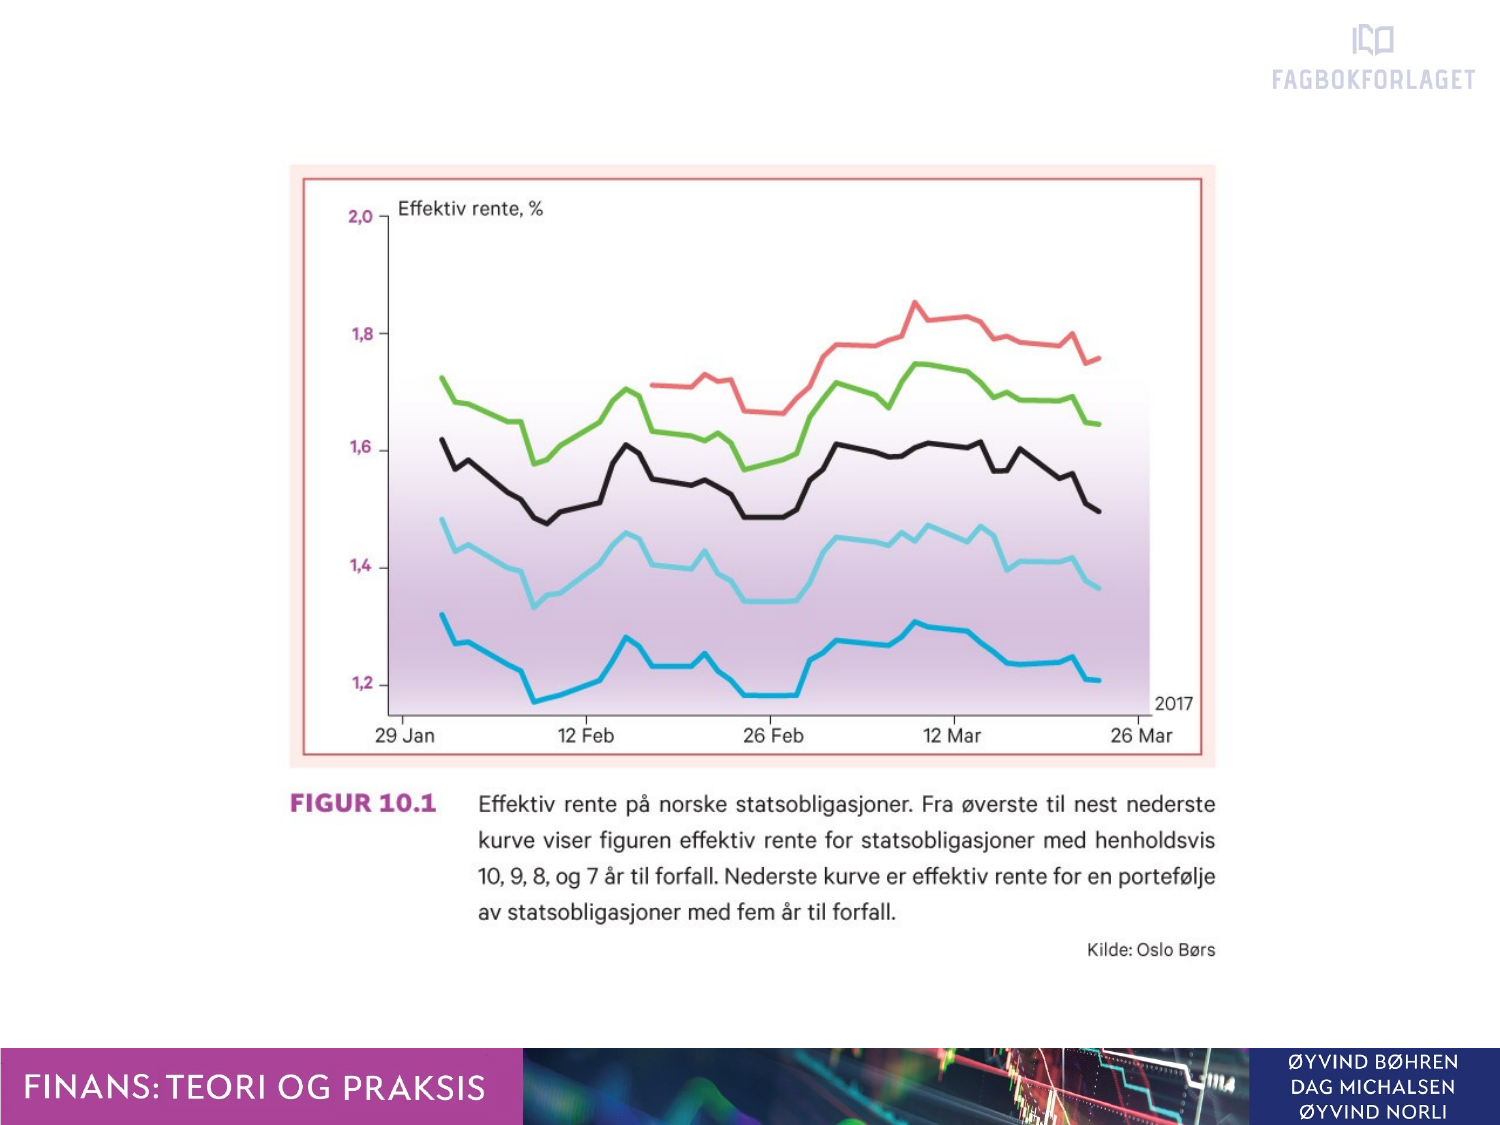 FAGBOKFORLAGET
Effektiv rente, %
2,0
1,8
1,6
1,4
1,2
2017
29 Jan 12 Feb 26 Feb 12 Mar 26 Mar
FIGUR 10.1 Effektiv rente på norske statsobligasjoner. Fra øverste til nest nederste
kurve viser figuren effektiv rente for statsobligasjoner med henholdsvis
10, 9, 8, og 7 år til forfall. Nederste kurve er effektiv rente for en portefølje
av statsobligasjoner med fem år til forfall.
Kilde: Oslo Børs
FINANS: TEORI OG PRAKSIS
ØYVIND BØHREN
DAG MICHALSEN
ØYVIND NORLI